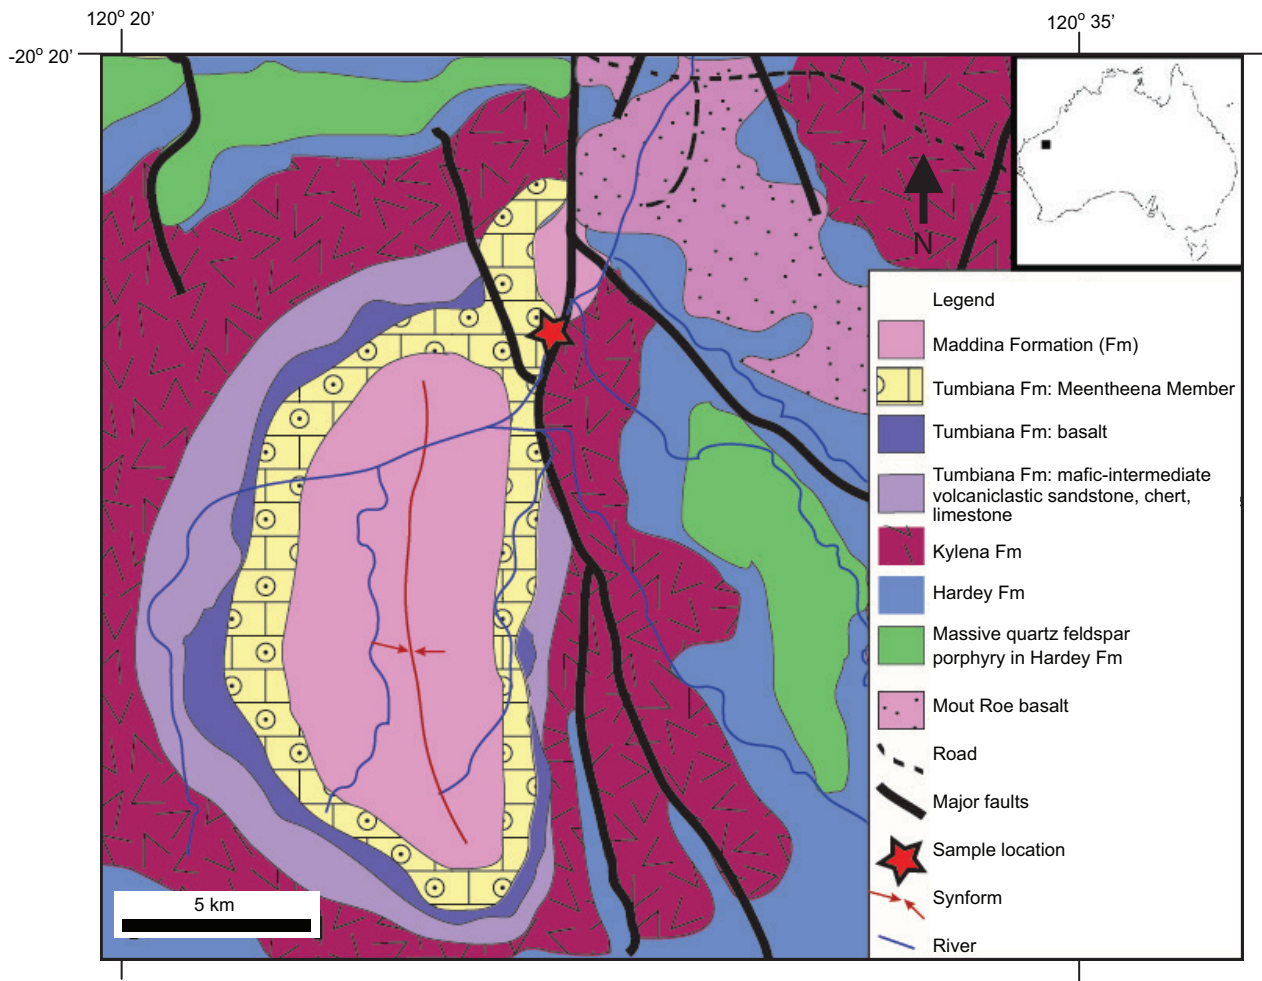 120° 20’
120° 35’
-20° 20’
N
Legend
Maddina Formation (Fm)
Tumbiana Fm: Meentheena Member
Tumbiana Fm: basalt
Tumbiana Fm: mafic-intermediate
volcaniclastic sandstone, chert,
limestone
Kylena Fm
Hardey Fm
Massive quartz feldspar
porphyry in Hardey Fm
Mout Roe basalt
Road
Major faults
Sample location
Synform
River
5 km